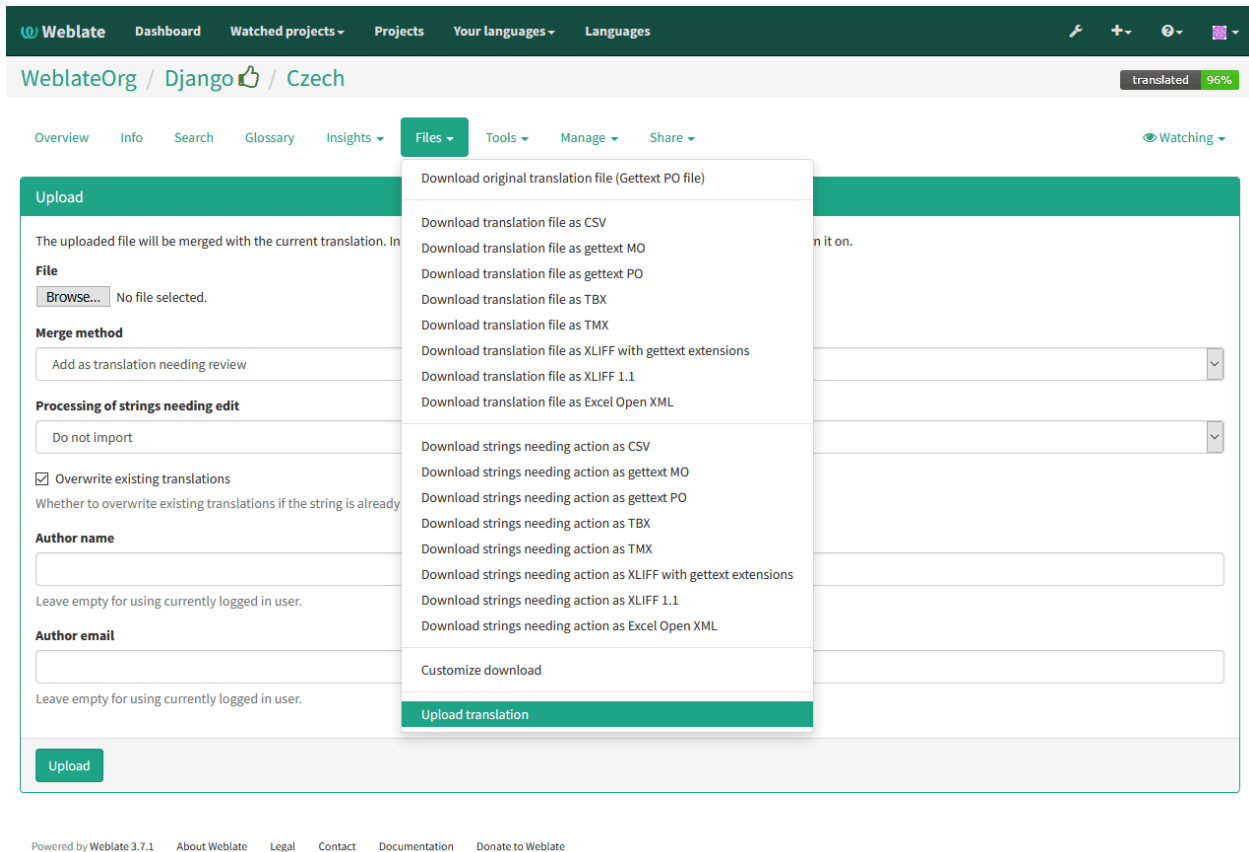 Weblate Dashboard Watched projects Projects Your languages Languages
WeblateOrg / Django / Czech
translated 96%
Overview Info Search Glossary Insights Files Tools Manage Share Watching
Upload
The uploaded file will be merged with the current translation. In
it on.
File
Browse... No file selected.
Merge method
Add as translation needing review
Processing of strings needing edit
Do not import
Overwrite existing translations
Whether to overwrite existing translations if the string is already
Author name
Leave empty for using currently logged in user.
Author email
Leave empty for using currently logged in user.
Upload
Download original translation file (Gettext PO file)
Download translation file as CSV
Download translation file as gettext MO
Download translation file as gettext PO
Download translation file as TBX
Download translation file as TMX
Download translation file as XLIFF with gettext extensions
Download translation file as XLIFF 1.1
Download translation file as Excel Open XML
Download strings needing action as CSV
Download strings needing action as gettext MO
Download strings needing action as gettext PO
Download strings needing action as TBX
Download strings needing action as TMX
Download strings needing action as XLIFF with gettext extensions
Download strings needing action as XLIFF 1.1
Download strings needing action as Excel Open XML
Customize download
Upload translation
Powered by Weblate 3.7.1 About Weblate Legal Contact Documentation Donate to Weblate